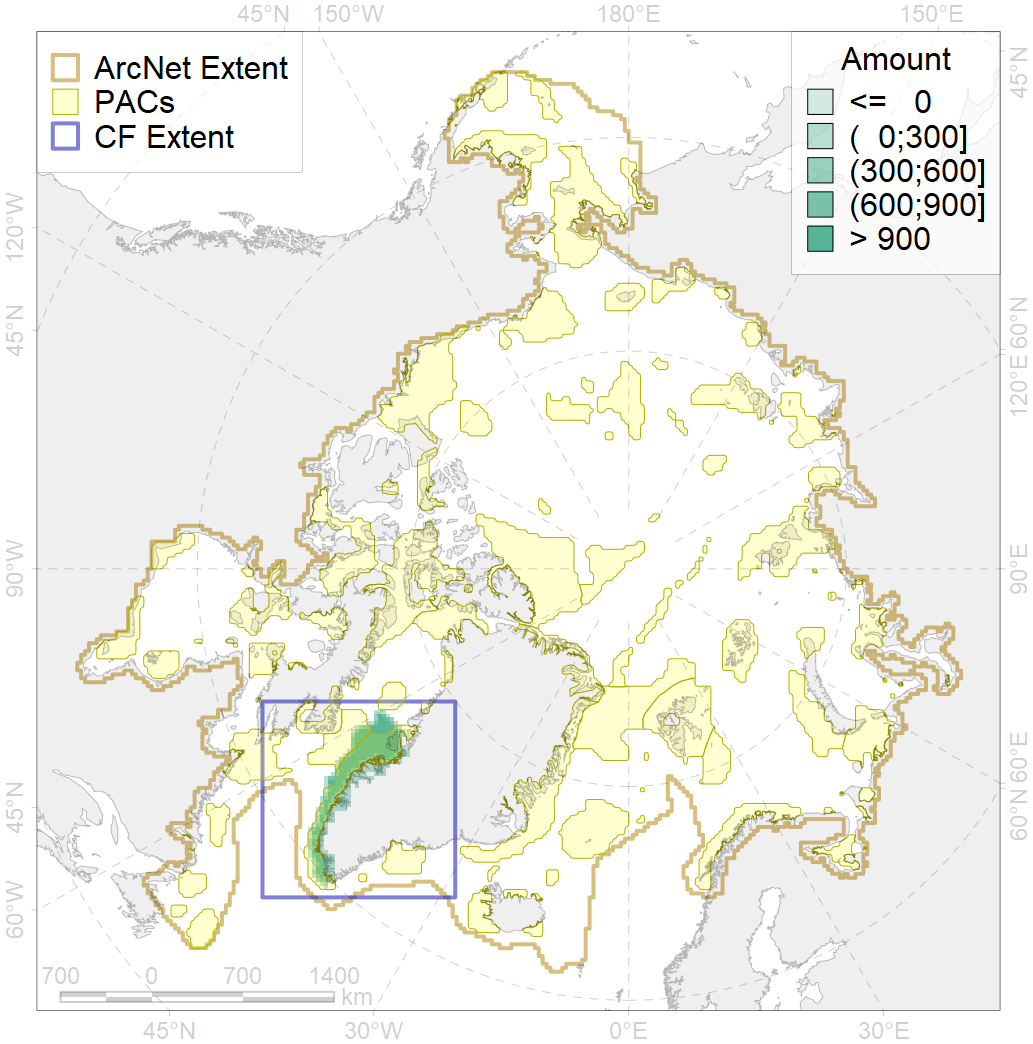 45°N 150°W 180°E 150°E
ArcNet Extent
PACs
CF Extent
Amount
<= 0
( 0;300]
(300;600]
(600;900]
> 900
45°N
120°W
45°N
60°N
120°E
90°W
90°E
45°N
60°N
60°E
60°W
700 0 700 1400
km
45°N 30°W 0°E 30°E